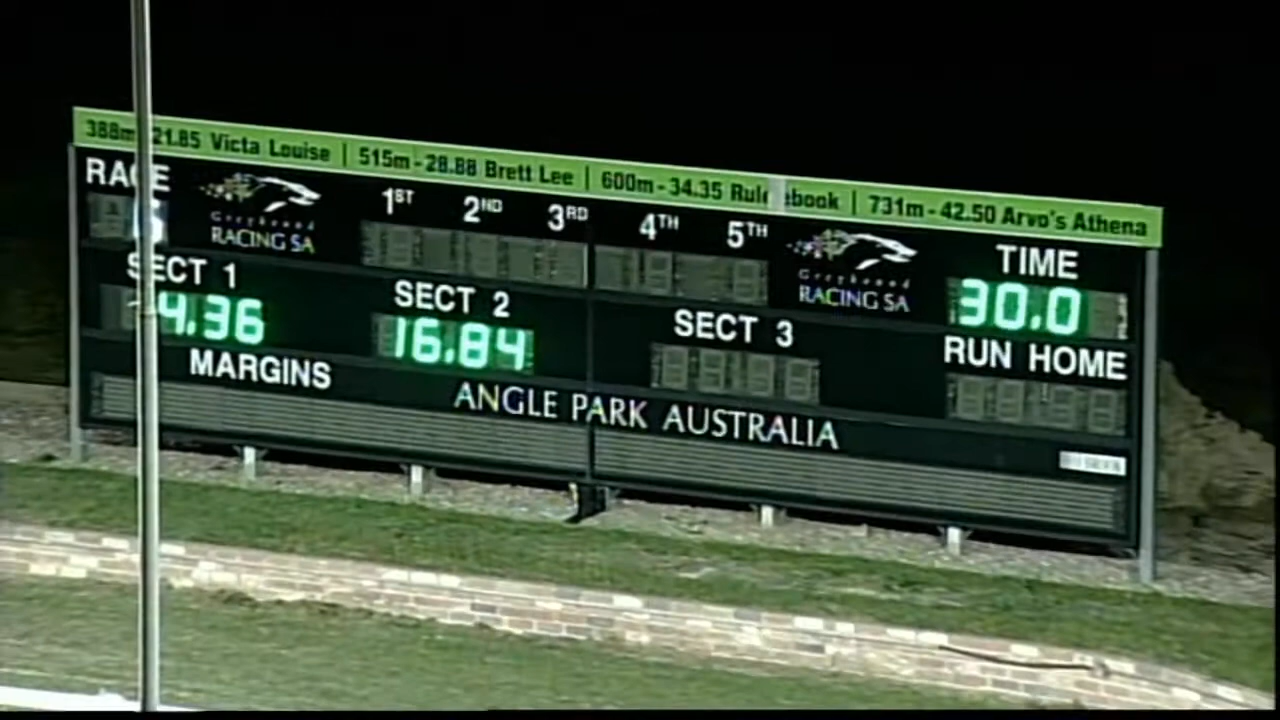 388m - 21.85 Victa Louise | 515m - 28.88 Brett Lee | 600m - 34.35 Rulebook | 731m - 42.50 Arvo's Athena
RACE
Greyhound
RACING SA
1ST 2ND 3RD 4TH 5TH
Greyhound
RACING SA
TIME
30.0
SECT 1
4.36
SECT 2
16.84
SECT 3
RUN HOME
MARGINS
ANGLE PARK AUSTRALIA